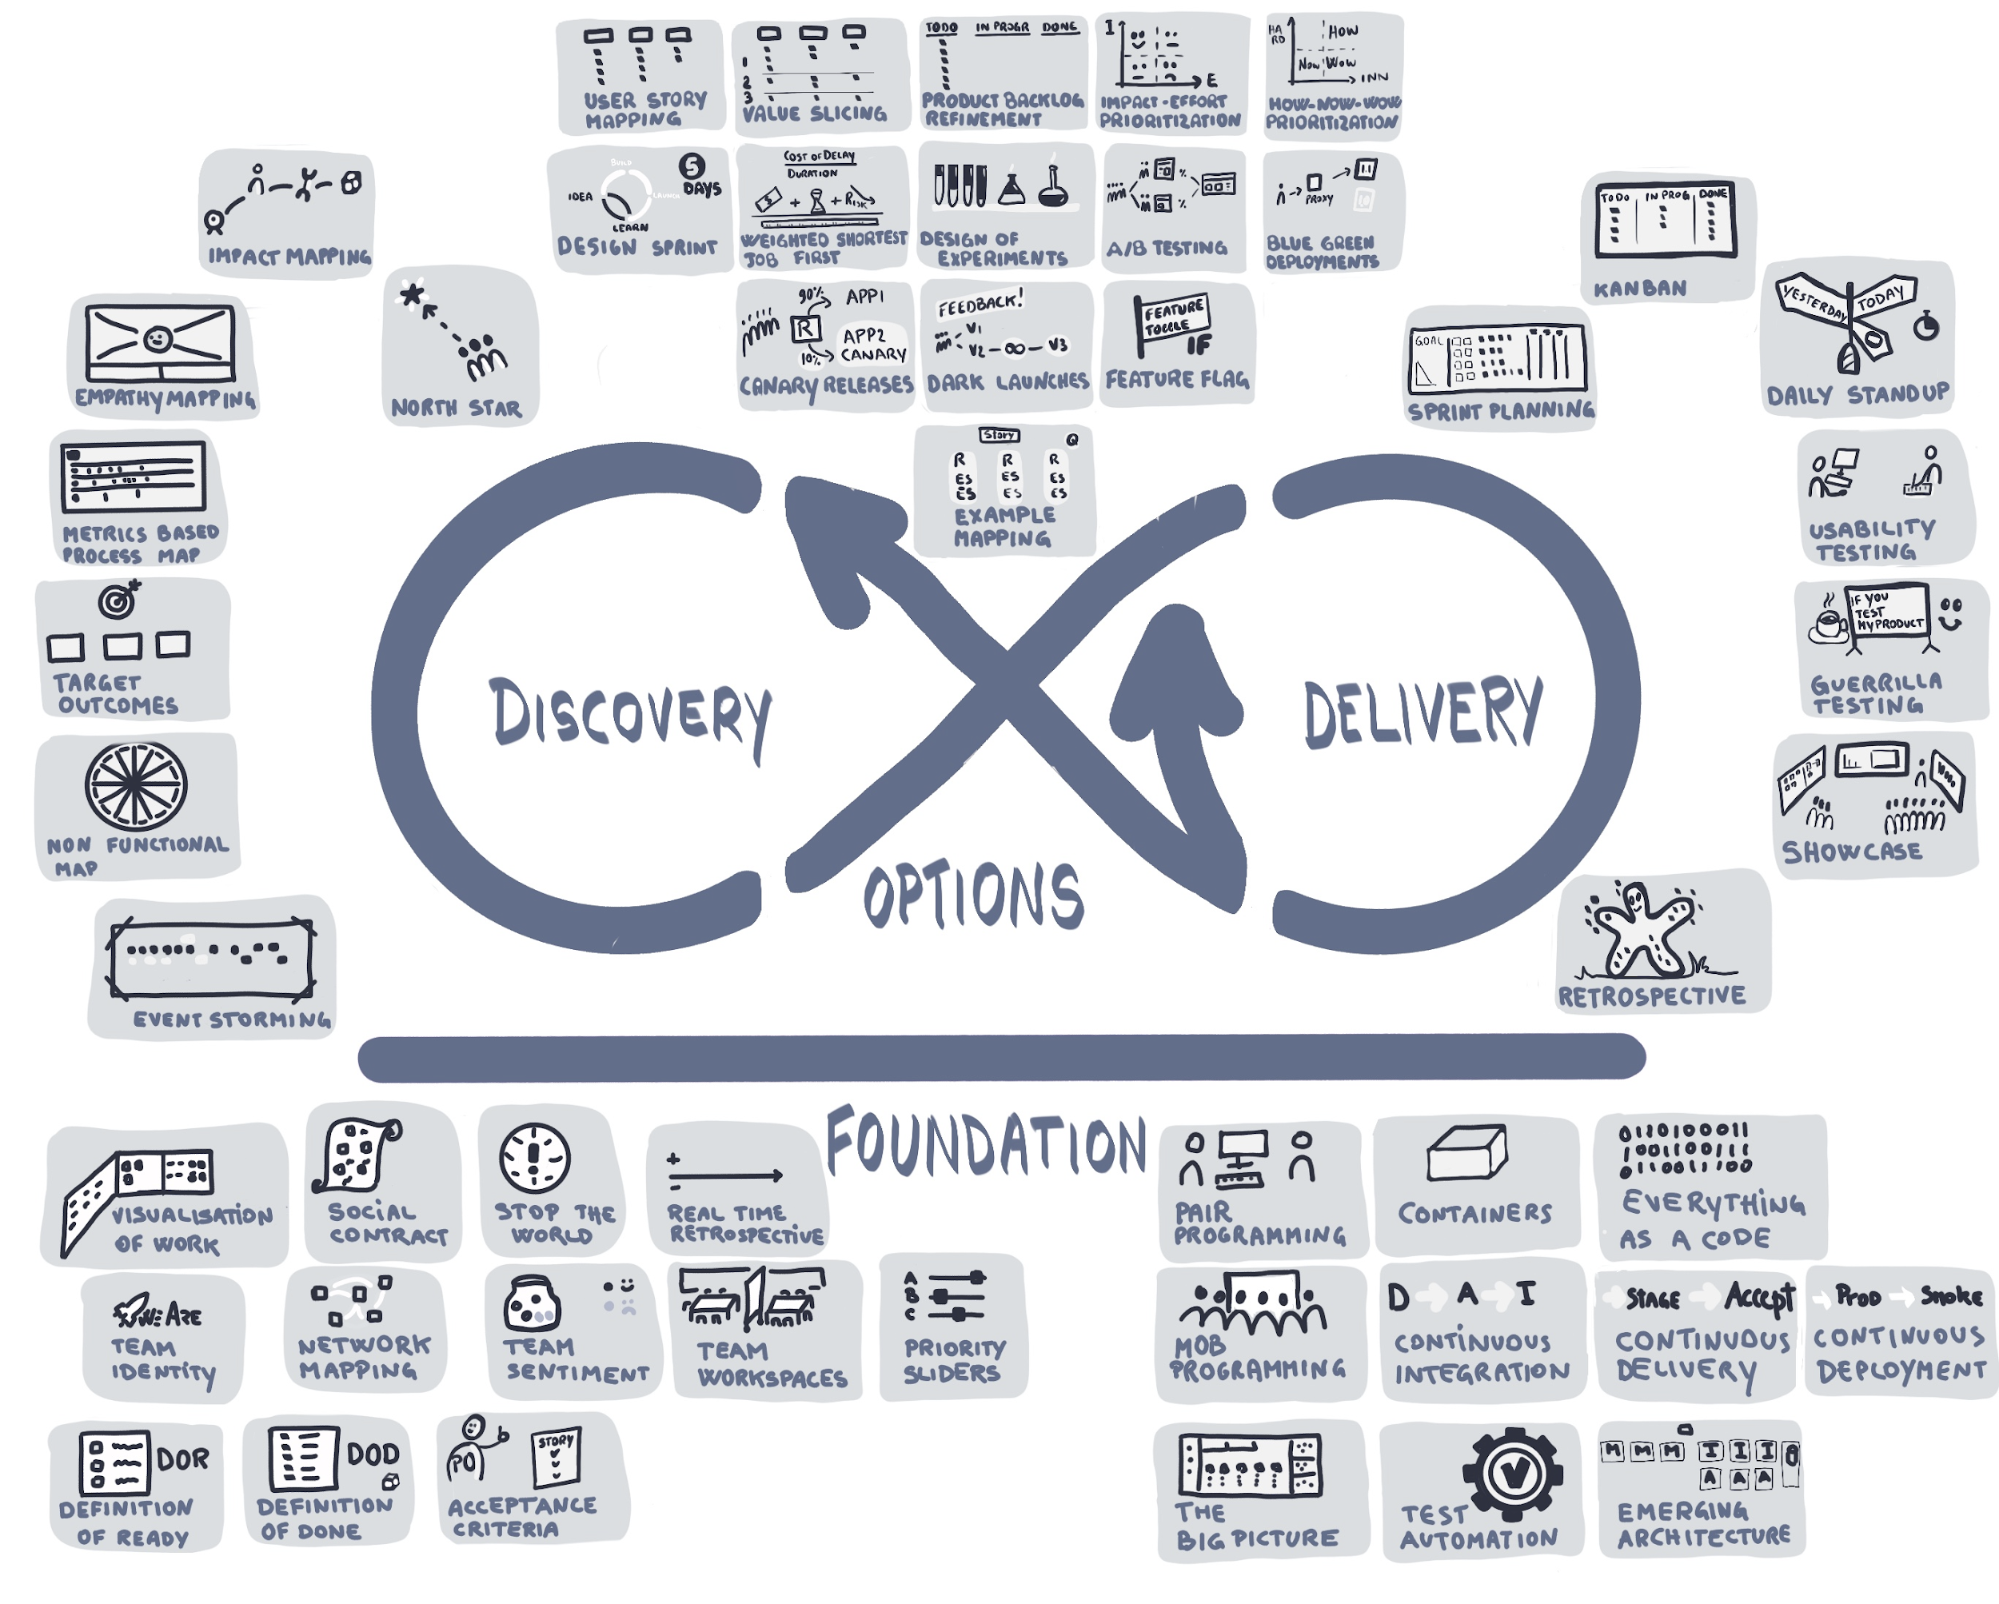 USER STORY
MAPPING
1
2
3
VALUE SLICING
TODO IN PROGR DONE
PRODUCT BACKLOG
REFINEMENT
I
E
IMPACT-EFFORT
PRIORITIZATION
HA
RD
HOW
NOW WOW
INN
HOW-NOW-WOW
PRIORITIZATION
IMPACT MAPPING
BUILD
5
DAYS
IDEA
LAUNCH
LEARN
DESIGN SPRINT
COST OF DELAY
DURATION
$ + + RISK
WEIGHTED SHORTEST
JOB FIRST
DESIGN OF
EXPERIMENTS
%
%
A/B TESTING
PROXY
BLUE GREEN
DEPLOYMENTS
TODO IN PROG DONE
KANBAN
EMPATHY MAPPING
NORTH STAR
90% APP1
R
APP2
10% CANARY
CANARY RELEASES
FEEDBACK!
V1
V2 V3
DARK LAUNCHES
FEATURE
TOGGLE
IF
FEATURE FLAG
GOAL
SPRINT PLANNING
YESTERDAY TODAY
DAILY STANDUP
METRICS BASED
PROCESS MAP
STORY Q
R R R
ES ES ES
ES ES ES
EXAMPLE
MAPPING
USABILITY
TESTING
TARGET
OUTCOMES
IF YOU
TEST
MY PRODUCT
GUERRILLA
TESTING
DISCOVERY
DELIVERY
OPTIONS
NON FUNCTIONAL
MAP
SHOWCASE
EVENT STORMING
RETROSPECTIVE
FOUNDATION
VISUALISATION
OF WORK
SOCIAL
CONTRACT
STOP THE
WORLD
+
-
REAL TIME
RETROSPECTIVE
PAIR
PROGRAMMING
CONTAINERS
0110100011
1001100111
0110011100
EVERYTHING
AS A CODE
WE ARE
TEAM
IDENTITY
NETWORK
MAPPING
TEAM
SENTIMENT
TEAM
WORKSPACES
A
B
C
PRIORITY
SLIDERS
MOB
PROGRAMMING
D A I
CONTINUOUS
INTEGRATION
STAGE Accept
CONTINUOUS
DELIVERY
PROD Smoke
CONTINUOUS
DEPLOYMENT
DOR
DEFINITION
OF READY
DOD
DEFINITION
OF DONE
PO
STORY
ACCEPTANCE
CRITERIA
THE
BIG PICTURE
TEST
AUTOMATION
M M M I I I
A A A
EMERGING
ARCHITECTURE